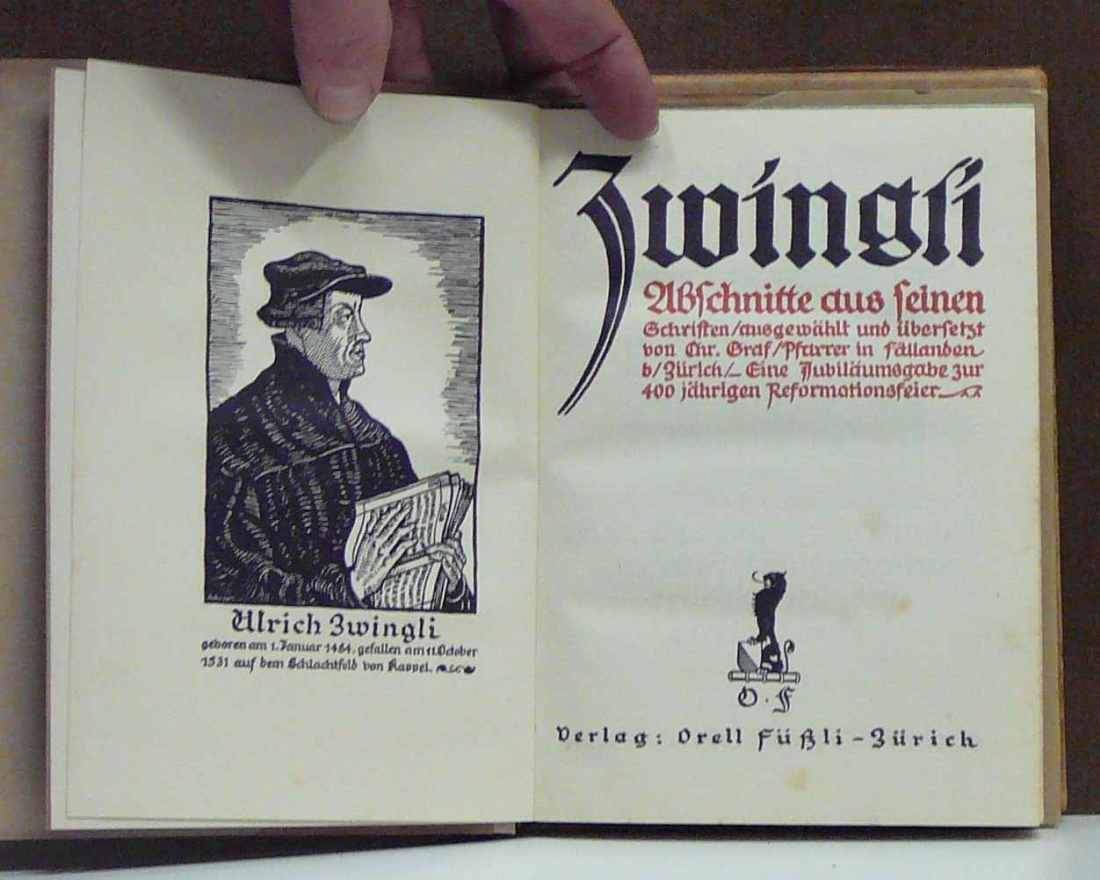 Ulrich Zwingli
geboren am 1. Januar 1484, gefallen am 11. October
1531 auf dem Schlachtfeld von Kappel.
Zwingli
Abschnitte aus seinen
Schriften/ausgewählt und übersetzt
von Chr. Graf/Pfarrer in Fällanden
b/Zürich/– Eine Jubiläumsgabe zur
400 jährigen Reformationsfeier
O · F
Verlag: Orell Füßli – Zürich